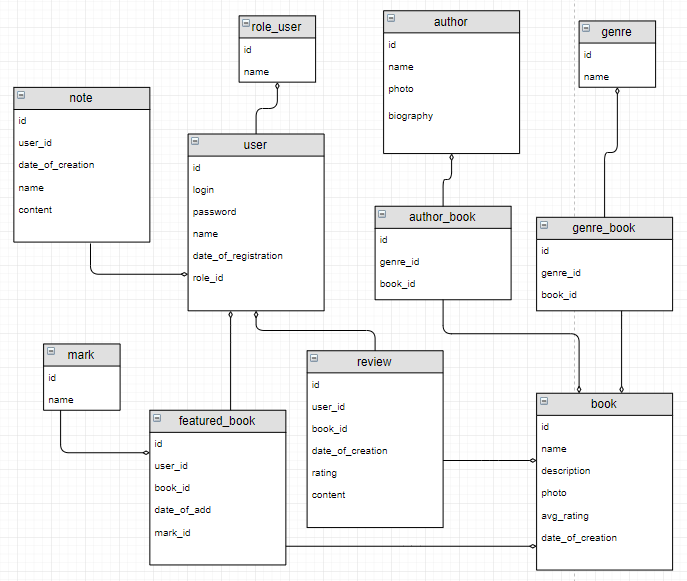 role_user
id
name
author
id
name
photo
biography
genre
id
name
note
id
user_id
date_of_creation
name
content
user
id
login
password
name
date_of_registration
role_id
author_book
id
genre_id
book_id
genre_book
id
genre_id
book_id
mark
id
name
review
id
user_id
book_id
date_of_creation
rating
content
featured_book
id
user_id
book_id
date_of_add
mark_id
book
id
name
description
photo
avg_rating
date_of_creation